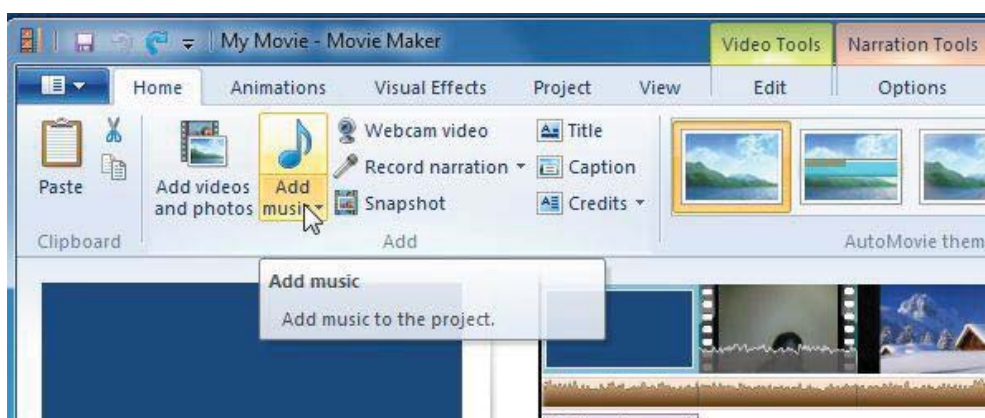 My Movie - Movie Maker
Video Tools
Narration Tools
Home
Animations
Visual Effects
Project
View
Edit
Options
Paste
Add videos
and photos
Add
music
Webcam video
Record narration
Snapshot
Title
Caption
Credits
Clipboard
Add
AutoMovie them
Add music
Add music to the project.